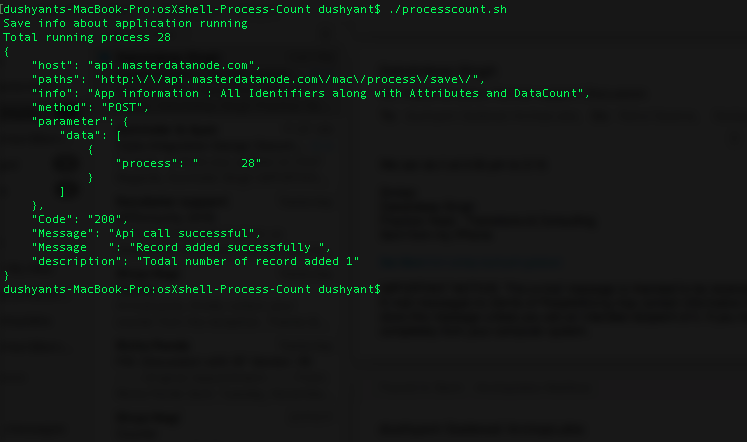 [dushyants-MacBook-Pro:osXshell-Process-Count dushyant$ ./processcount.sh
Save info about application running
Total running process 28
{
    "host": "api.masterdatanode.com",
    "paths": "http:\/\/api.masterdatanode.com\/mac\/process\/save\/",
    "info": "App information : All Identifiers along with Attributes and DataCount",
    "method": "POST",
    "parameter": {
        "data": [
            {
                "process": "      28"
            }
        ]
    },
    "Code": "200",
    "Message": "Api call successful",
    "Message   ": "Record added successfully ",
    "description": "Todal number of record added 1"
}
dushyants-MacBook-Pro:osXshell-Process-Count dushyant$